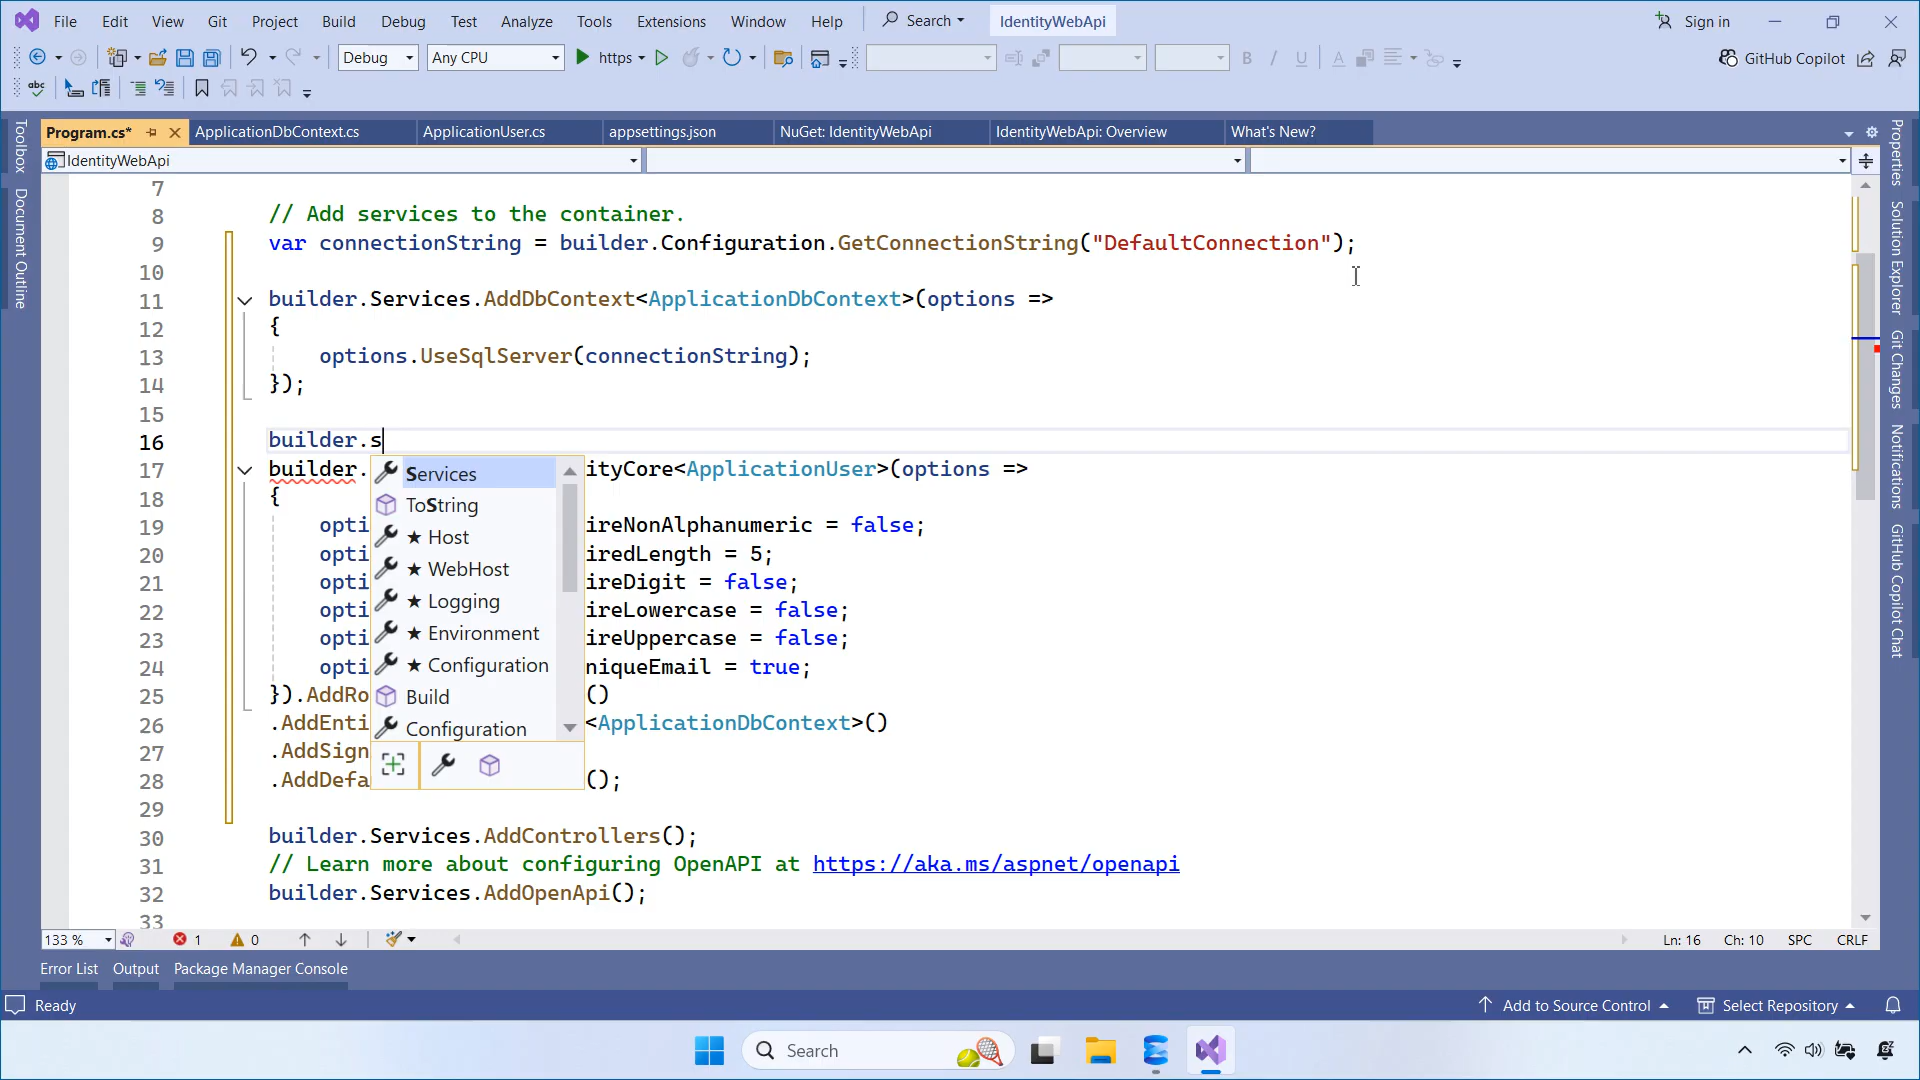 File Edit View Git Project Build Debug Test Analyze Tools Extensions Window Help Search IdentityWebApi Sign in
Debug Any CPU https B I U A GitHub Copilot
abc
Program.cs* ApplicationDbContext.cs ApplicationUser.cs appsettings.json NuGet: IdentityWebApi IdentityWebApi: Overview What's New?
IdentityWebApi
Toolbox
Document Outline
7
8 // Add services to the container.
9 var connectionString = builder.Configuration.GetConnectionString("DefaultConnection");
10
11 builder.Services.AddDbContext<ApplicationDbContext>(options =>
12 {
13 options.UseSqlServer(connectionString);
14 });
15
16 builder.s
17 builder. ityCore<ApplicationUser>(options =>
18 {
19 opti ireNonAlphanumeric = false;
20 opti iredLength = 5;
21 opti ireDigit = false;
22 opti ireLowercase = false;
23 opti ireUppercase = false;
24 opti niqueEmail = true;
25 }).AddRo ()
26 .AddEnti <ApplicationDbContext>()
27 .AddSign
28 .AddDefa ();
29
30 builder.Services.AddControllers();
31 // Learn more about configuring OpenAPI at https://aka.ms/aspnet/openapi
32 builder.Services.AddOpenApi();
33
Services
ToString
★ Host
★ WebHost
★ Logging
★ Environment
★ Configuration
Build
Configuration
Properties
Solution Explorer
Git Changes
Notifications
GitHub Copilot Chat
133 % 1 0 Ln: 16 Ch: 10 SPC CRLF
Error List Output Package Manager Console
Ready Add to Source Control Select Repository
Search